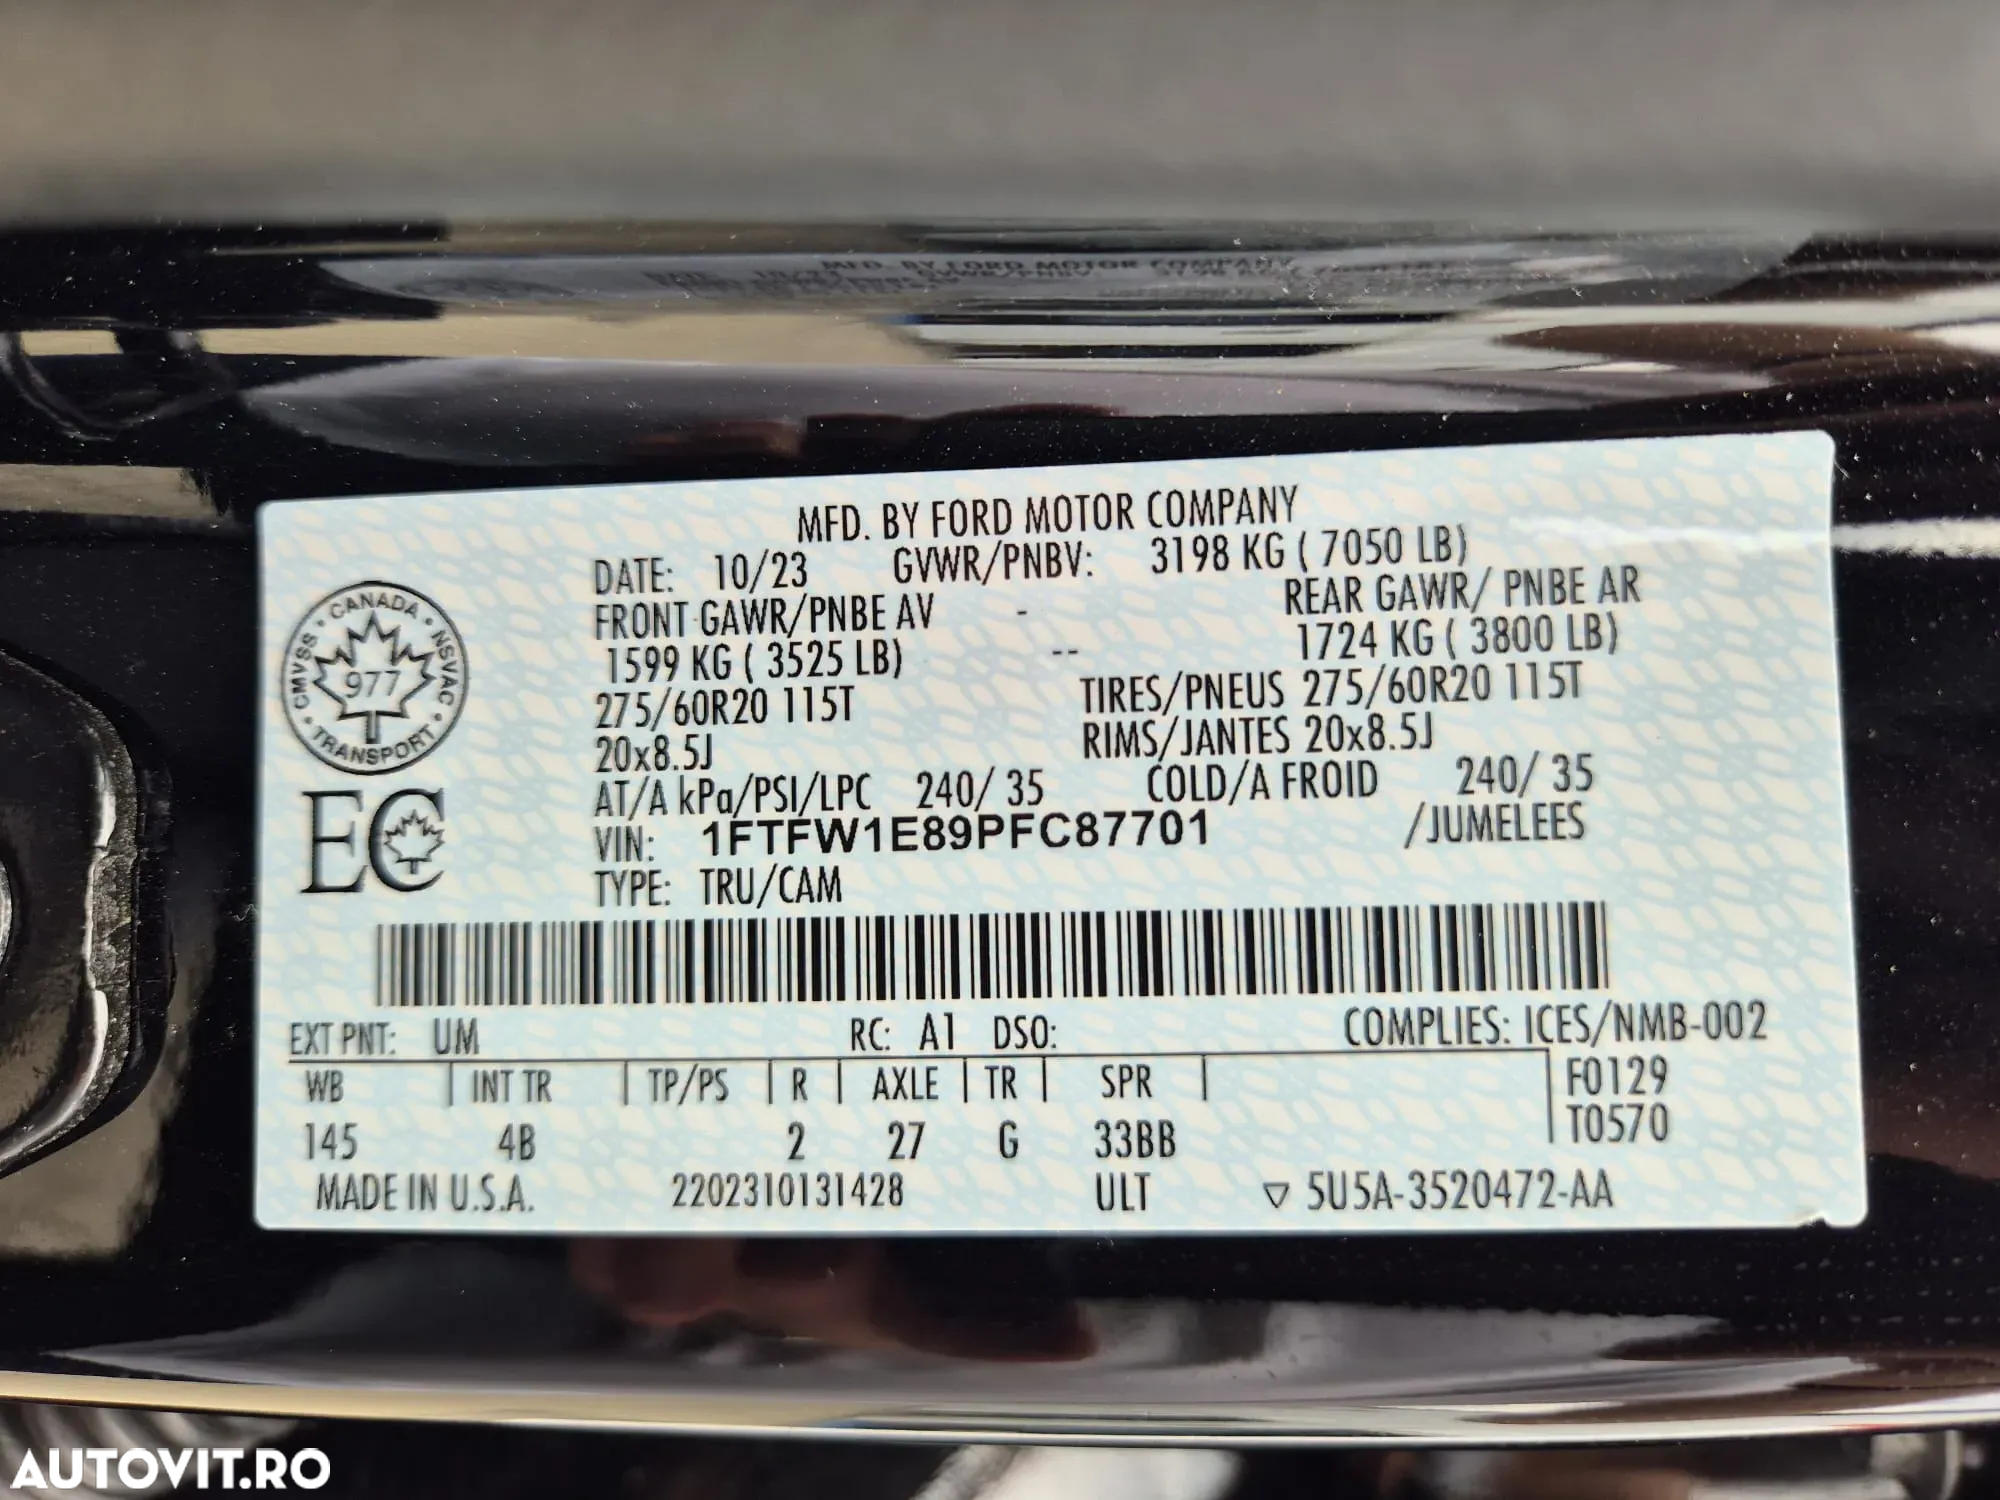 MFD. BY FORD MOTOR COMPANY
DATE: 10/23 GVWR/PNBV: 3198 KG ( 7050 LB)
FRONT GAWR/PNBE AV - REAR GAWR/ PNBE AR
1599 KG ( 3525 LB) -- 1724 KG ( 3800 LB)
275/60R20 115T TIRES/PNEUS 275/60R20 115T
20x8.5J RIMS/JANTES 20x8.5J
AT/A kPa/PSI/LPC 240/ 35 COLD/A FROID 240/ 35
VIN: 1FTFW1E89PFC87701 /JUMELEES
TYPE: TRU/CAM
CANADA NSVAC TRANSPORT CMVSS
977
EC
EXT PNT: UM RC: A1 DSO: COMPLIES: ICES/NMB-002
WB | INT TR | TP/PS | R | AXLE | TR | SPR | F0129
145 4B 2 27 G 33BB T0570
MADE IN U.S.A. 2202310131428 ULT ▽ 5U5A-3520472-AA
AUTOVIT.RO